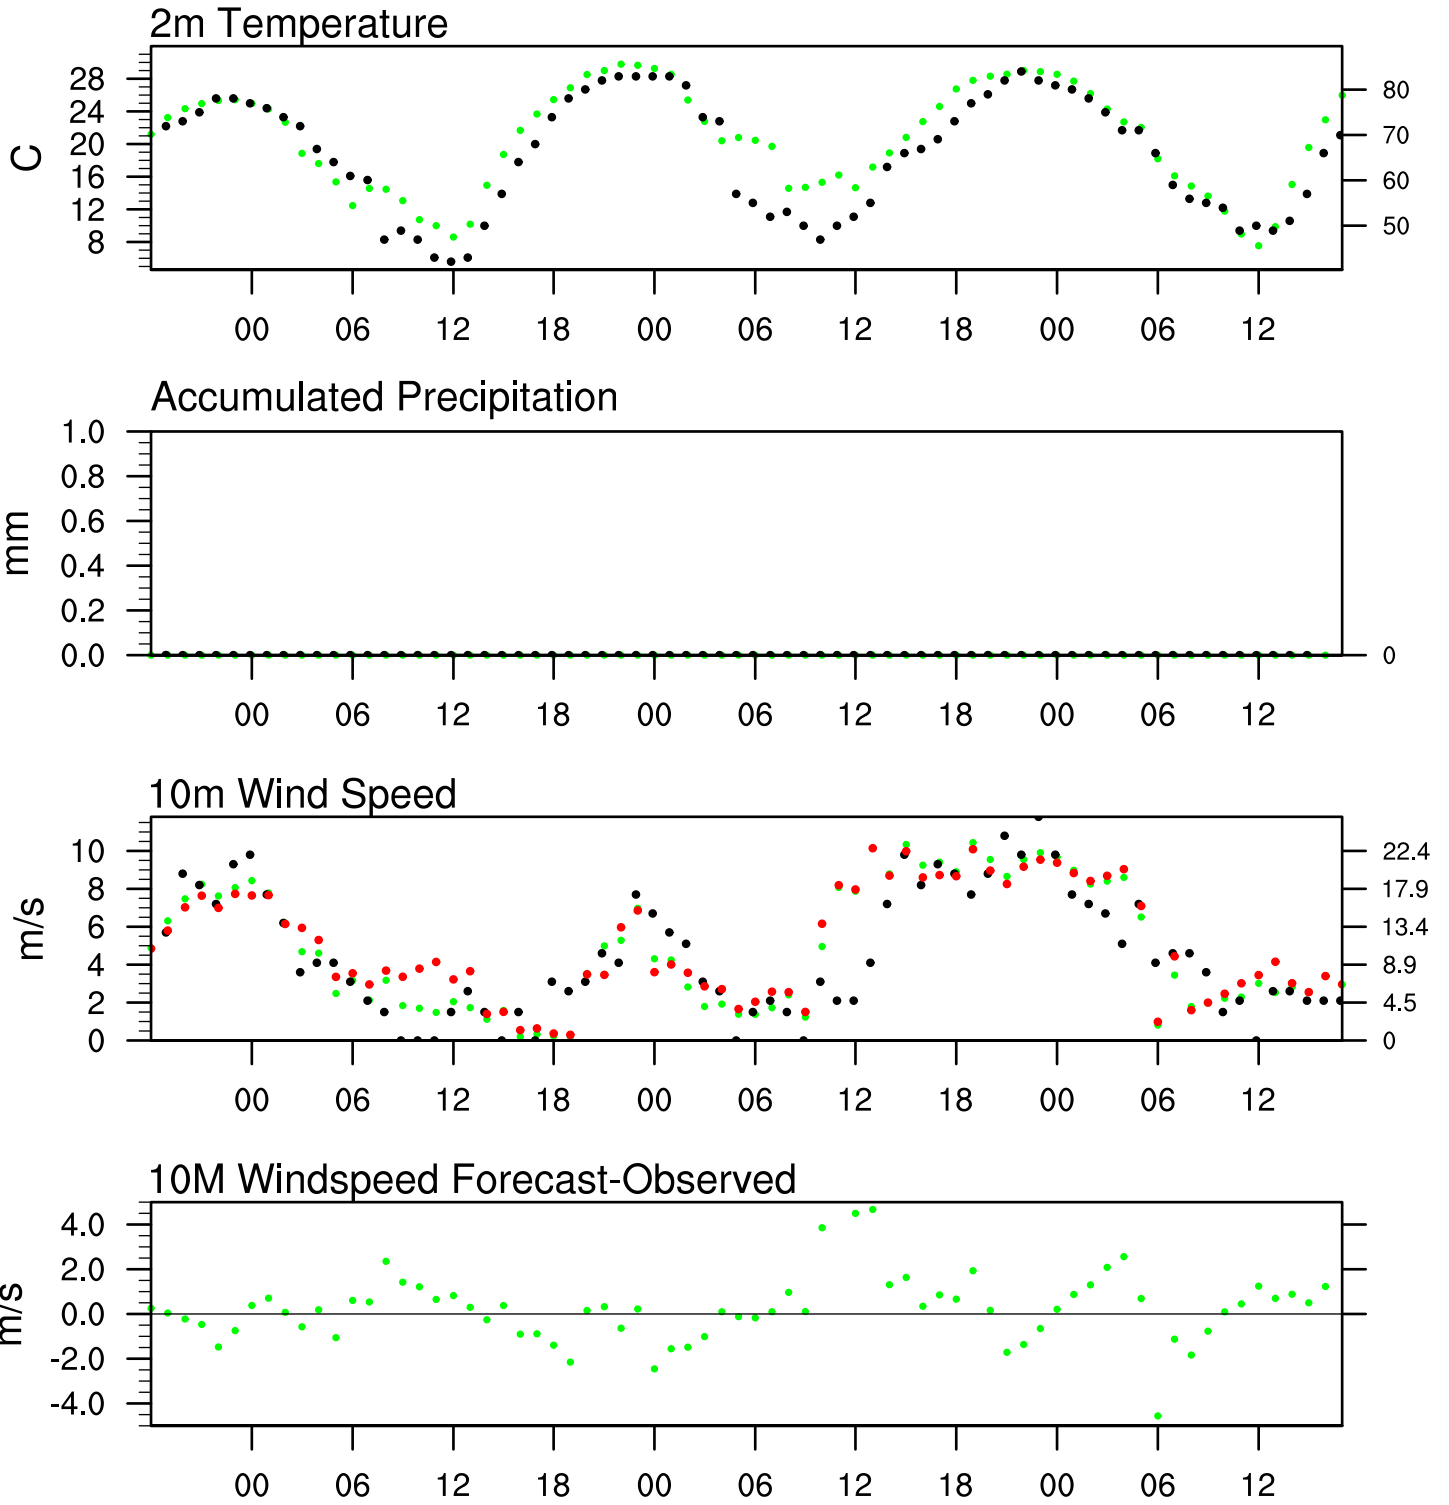 2m Temperature
28
24
20
16
12
8
C
80
70
60
50
00 06 12 18 00 06 12 18 00 06 12
Accumulated Precipitation
1.0
0.8
0.6
0.4
0.2
0.0
mm
0
00 06 12 18 00 06 12 18 00 06 12
10m Wind Speed
10
8
6
4
2
0
m/s
22.4
17.9
13.4
8.9
4.5
0
00 06 12 18 00 06 12 18 00 06 12
10M Windspeed Forecast-Observed
4.0
2.0
0.0
-2.0
-4.0
m/s
00 06 12 18 00 06 12 18 00 06 12